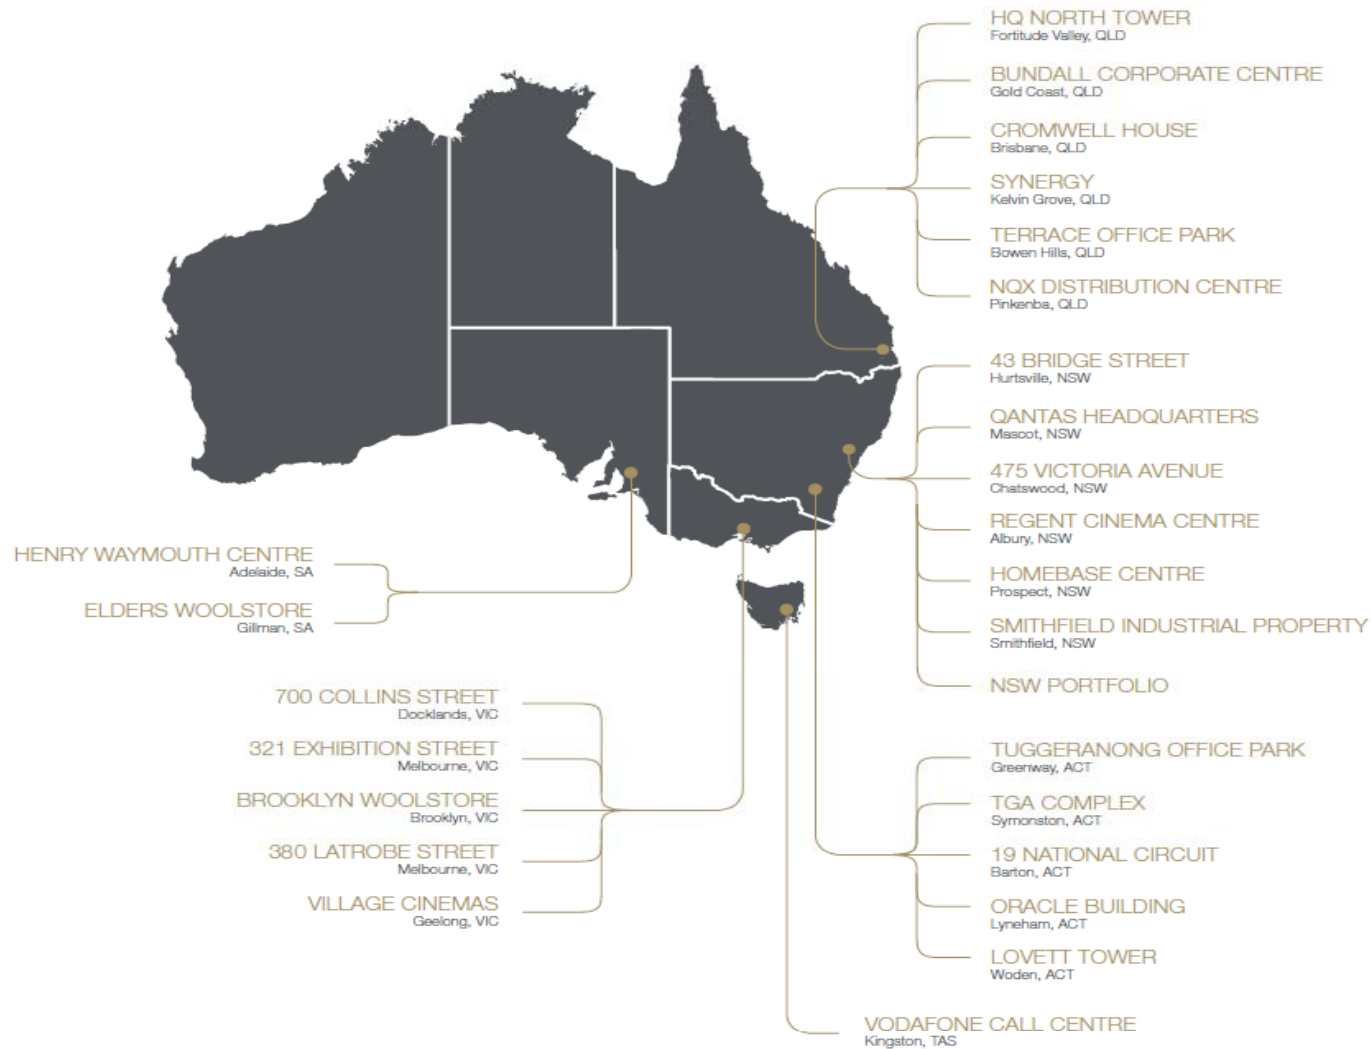 HQ NORTH TOWER
Fortitude Valley, QLD
BUNDALL CORPORATE CENTRE
Gold Coast, QLD
CROMWELL HOUSE
Brisbane, QLD
SYNERGY
Kelvin Grove, QLD
TERRACE OFFICE PARK
Bowen Hills, QLD
NQX DISTRIBUTION CENTRE
Pinkenba, QLD
43 BRIDGE STREET
Hurtsville, NSW
QANTAS HEADQUARTERS
Mascot, NSW
475 VICTORIA AVENUE
Chatswood, NSW
REGENT CINEMA CENTRE
Albury, NSW
HOMEBASE CENTRE
Prospect, NSW
SMITHFIELD INDUSTRIAL PROPERTY
Smithfield, NSW
NSW PORTFOLIO
HENRY WAYMOUTH CENTRE
Adelaide, SA
ELDERS WOOLSTORE
Gillman, SA
700 COLLINS STREET
Docklands, VIC
321 EXHIBITION STREET
Melbourne, VIC
BROOKLYN WOOLSTORE
Brooklyn, VIC
380 LATROBE STREET
Melbourne, VIC
VILLAGE CINEMAS
Geelong, VIC
TUGGERANONG OFFICE PARK
Greenway, ACT
TGA COMPLEX
Symonston, ACT
19 NATIONAL CIRCUIT
Barton, ACT
ORACLE BUILDING
Lyneham, ACT
LOVETT TOWER
Woden, ACT
VODAFONE CALL CENTRE
Kingston, TAS